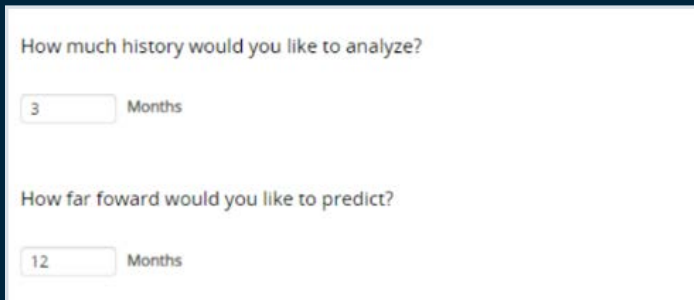 How much history would you like to analyze?
3 Months
How far foward would you like to predict?
12 Months